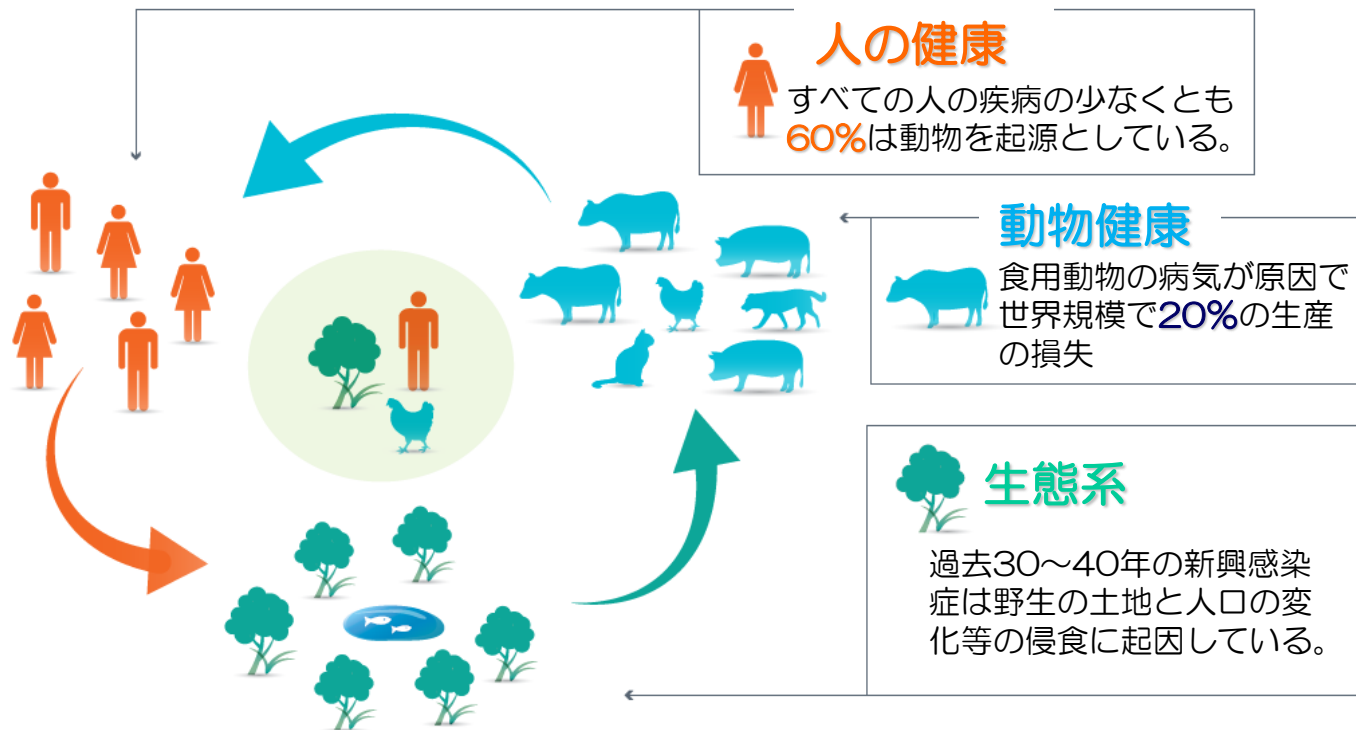 人の健康
すべての人の疾病の少なくとも
60%は動物を起源としている。
動物健康
食用動物の病気が原因で
世界規模で20%の生産
の損失
生態系
過去30～40年の新興感染
症は野生の土地と人口の変
化等の侵食に起因している。